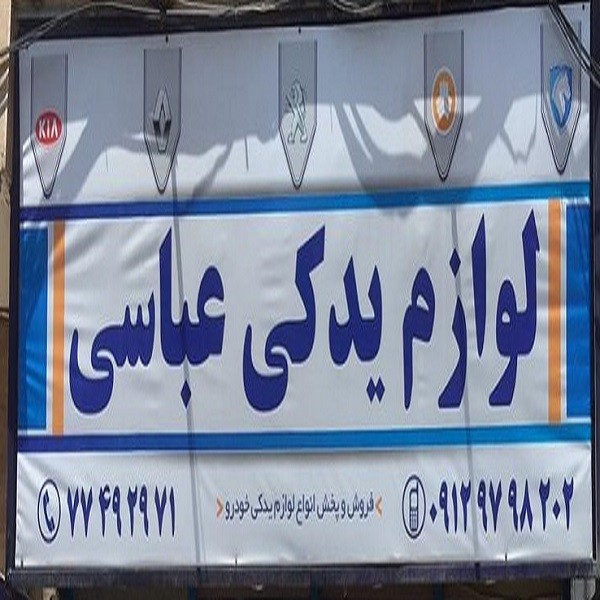 KIA
لوازم یدکی عباسی
۰۹۱۲ ۹۷ ۹۸ ۲۰۲
فروش و پخش انواع لوازم یدکی خودرو
۷۷ ۴۹ ۲۹ ۷۱